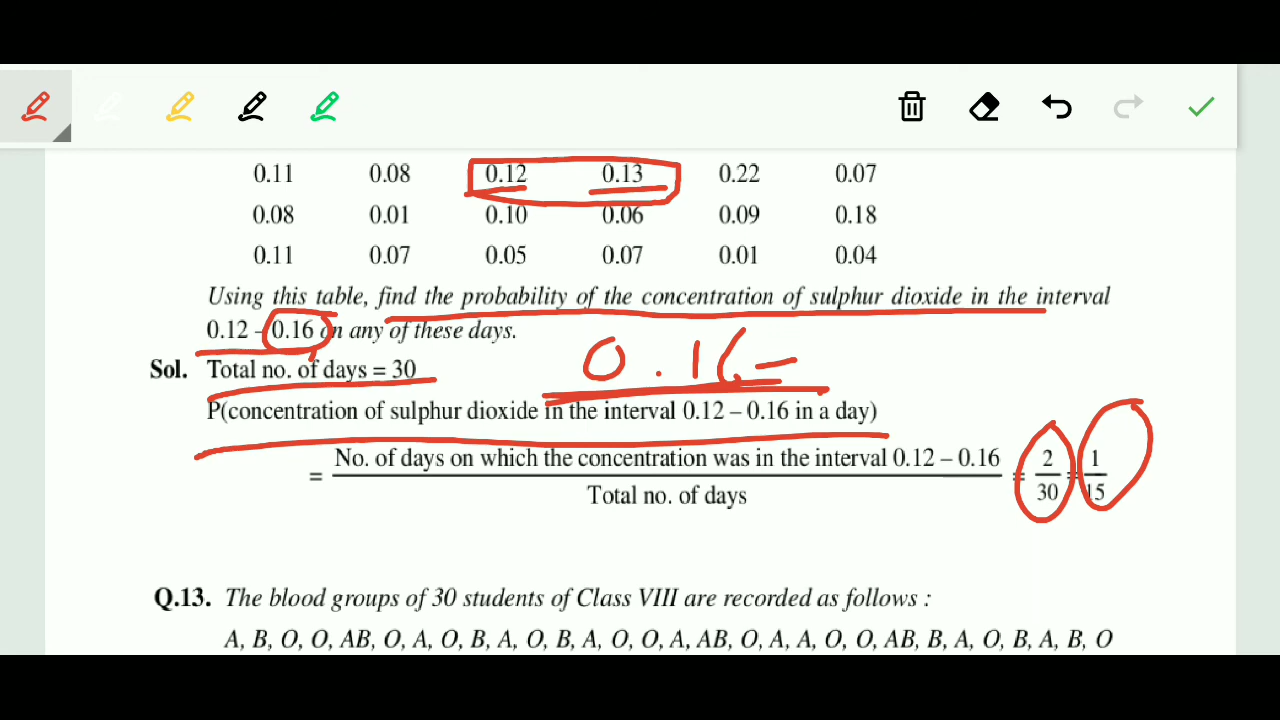 0.11 0.08 0.12 0.13 0.22 0.07
0.08 0.01 0.10 0.06 0.09 0.18
0.11 0.07 0.05 0.07 0.01 0.04
Using this table, find the probability of the concentration of sulphur dioxide in the interval
0.12 – 0.16 on any of these days.
0.16–
Sol. Total no. of days = 30
P(concentration of sulphur dioxide in the interval 0.12 – 0.16 in a day)
= No. of days on which the concentration was in the interval 0.12 – 0.16 = 2 = 1
Total no. of days 30 15
Q.13. The blood groups of 30 students of Class VIII are recorded as follows :
A, B, O, O, AB, O, A, O, B, A, O, B, A, O, O, A, AB, O, A, A, O, O, AB, B, A, O, B, A, B, O